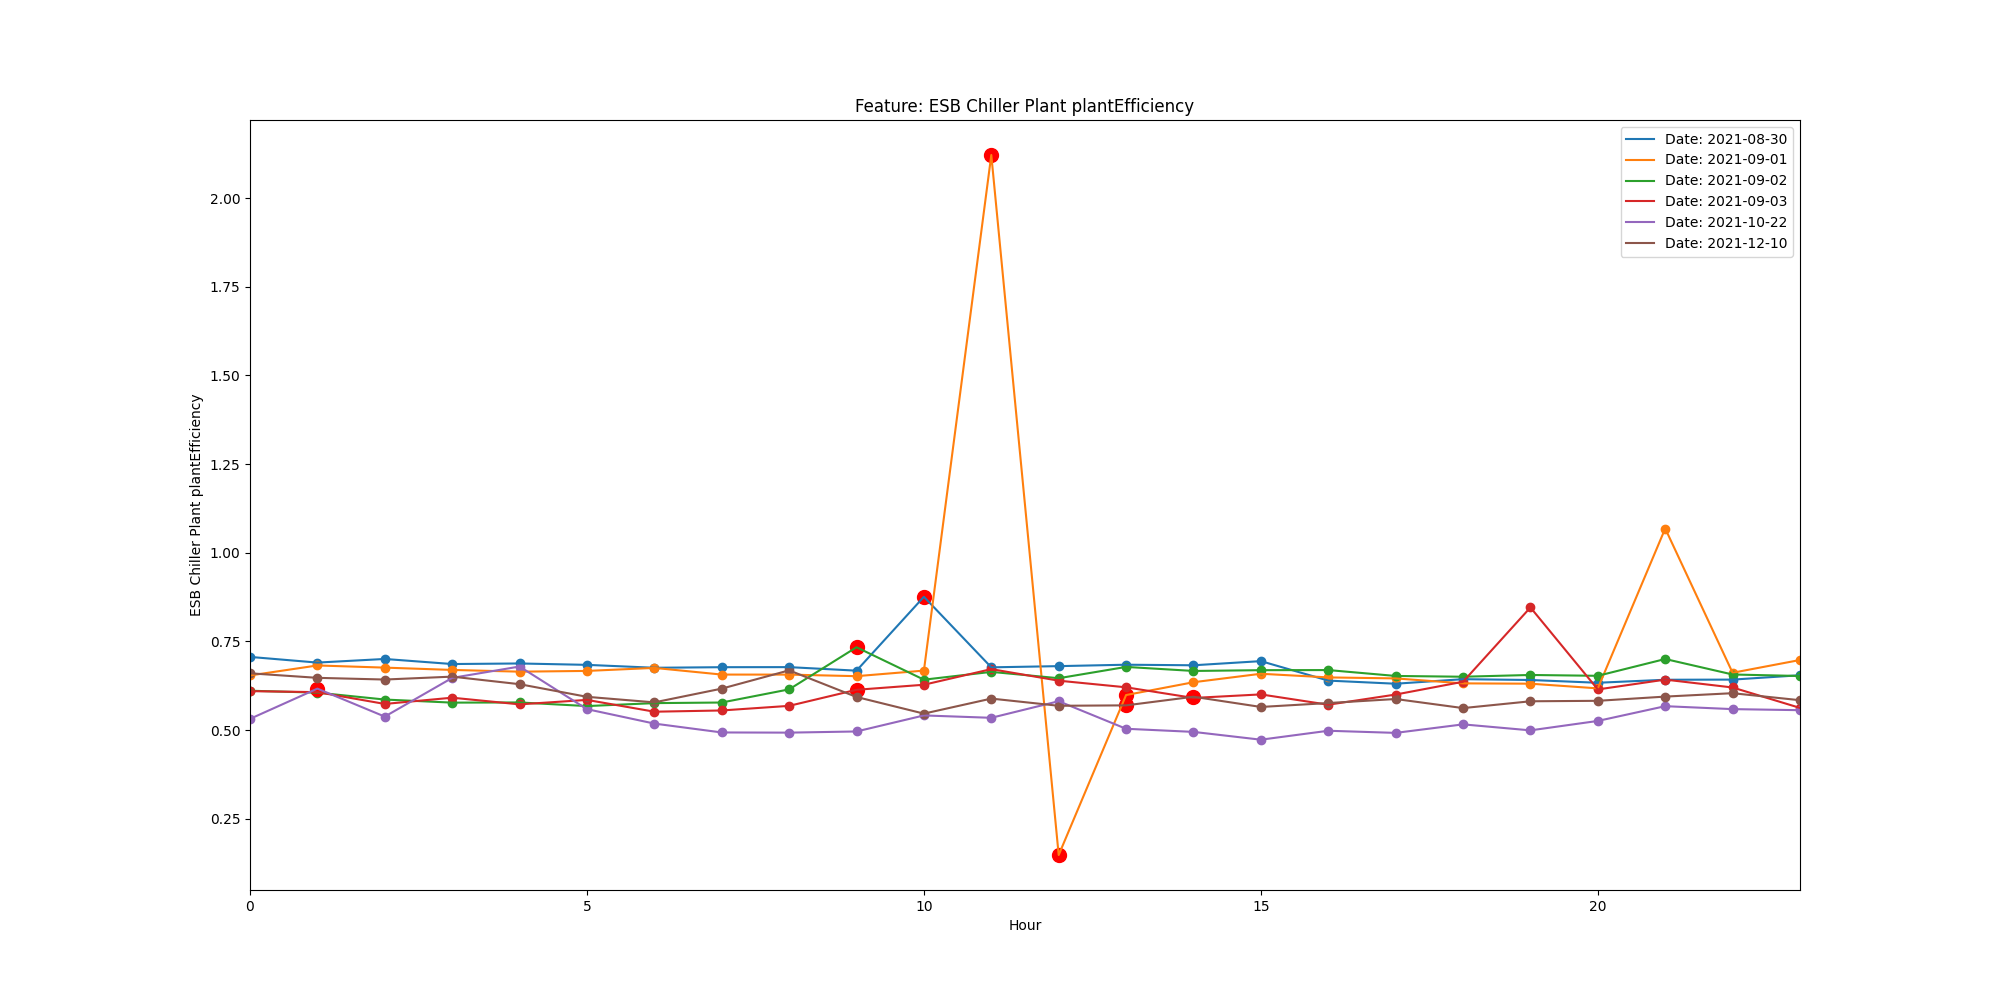 Feature: ESB Chiller Plant plantEfficiency
Date: 2021-08-30
Date: 2021-09-01
Date: 2021-09-02
Date: 2021-09-03
Date: 2021-10-22
Date: 2021-12-10
2.00
1.75
1.50
1.25
1.00
0.75
0.50
0.25
ESB Chiller Plant plantEfficiency
0 5 10 15 20
Hour